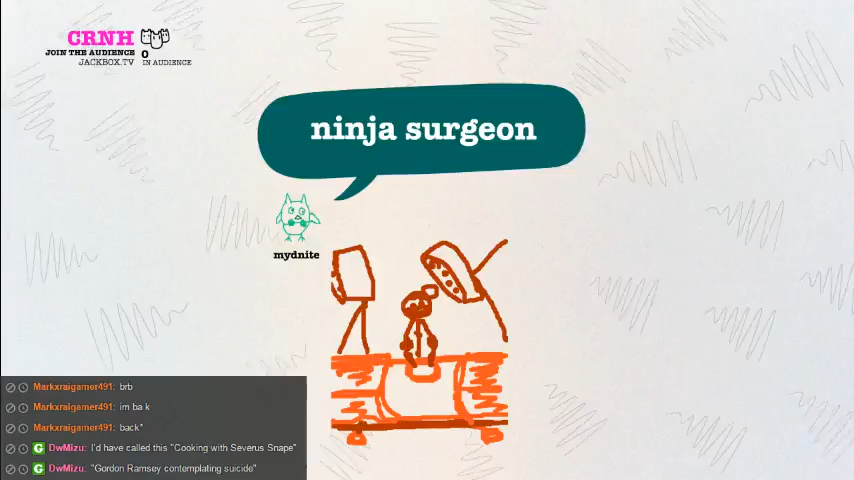 CRNH
JOIN THE AUDIENCE
JACKBOX.TV
0
IN AUDIENCE
ninja surgeon
mydnite
Markxraigamer491: brb
Markxraigamer491: im ba k
Markxraigamer491: back*
G DwMizu: I'd have called this "Cooking with Severus Snape"
G DwMizu: "Gordon Ramsey contemplating suicide"